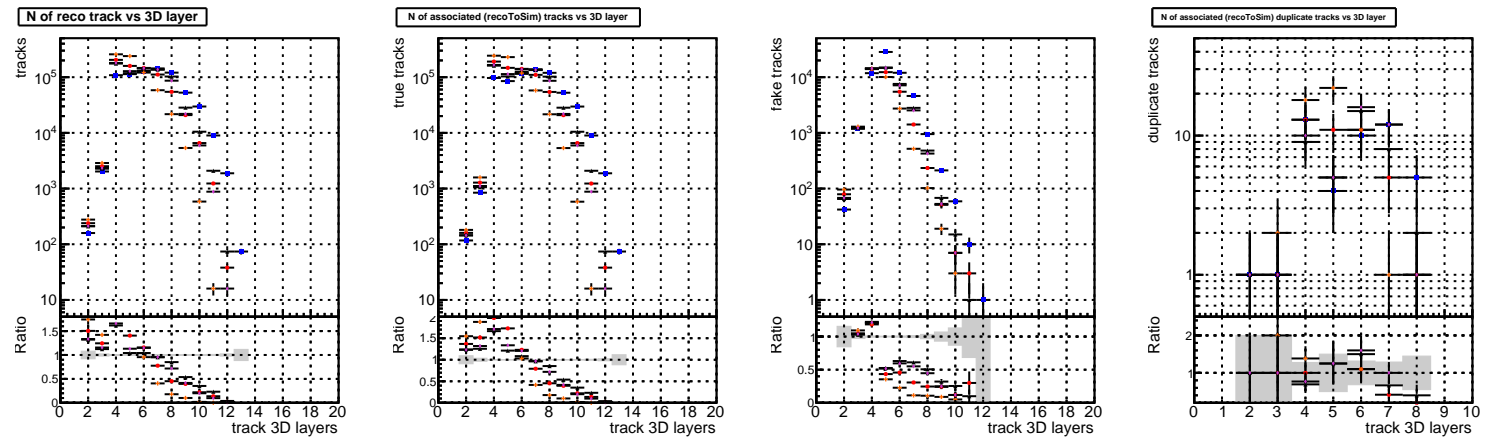 N of reco track vs 3D layer
tracks
10^5
10^4
10^3
10^2
10
Ratio
1.5
1
0.5
0
0 2 4 6 8 10 12 14 16 18 20
track 3D layers
N of associated (recoToSim) tracks vs 3D layer
true tracks
10^5
10^4
10^3
10^2
10
Ratio
2
1.5
1
0.5
0
0 2 4 6 8 10 12 14 16 18 20
track 3D layers
fake tracks
10^4
10^3
10^2
10
1
Ratio
1
0.5
0
0 2 4 6 8 10 12 14 16 18 20
track 3D layers
N of associated (recoToSim) duplicate tracks vs 3D layer
duplicate tracks
10
1
Ratio
2
1
0 1 2 3 4 5 6 7 8 9 10
track 3D layers